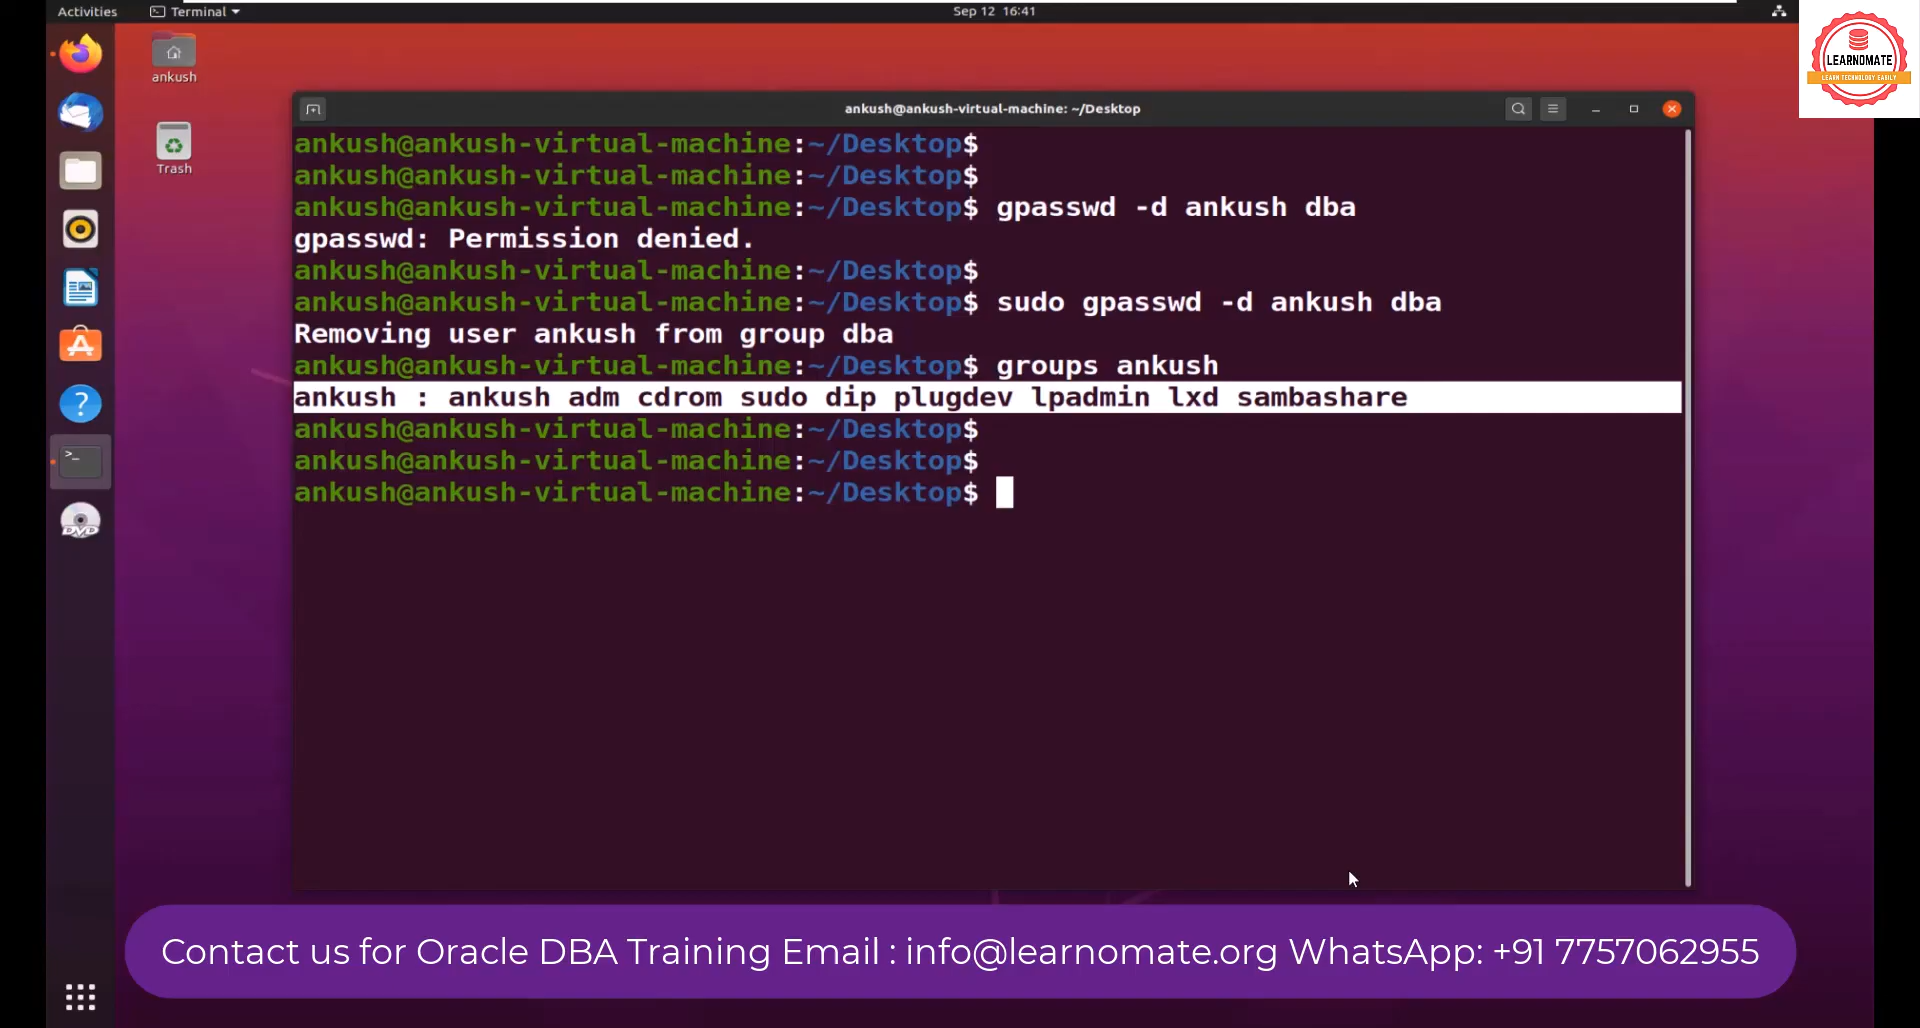 Activities
Terminal
Sep 12 16:41
LEARNOMATE
LEARN TECHNOLOGY EASILY
ankush
Trash
ankush@ankush-virtual-machine: ~/Desktop
ankush@ankush-virtual-machine:~/Desktop$
ankush@ankush-virtual-machine:~/Desktop$
ankush@ankush-virtual-machine:~/Desktop$ gpasswd -d ankush dba
gpasswd: Permission denied.
ankush@ankush-virtual-machine:~/Desktop$
ankush@ankush-virtual-machine:~/Desktop$ sudo gpasswd -d ankush dba
Removing user ankush from group dba
ankush@ankush-virtual-machine:~/Desktop$ groups ankush
ankush : ankush adm cdrom sudo dip plugdev lpadmin lxd sambashare
ankush@ankush-virtual-machine:~/Desktop$
ankush@ankush-virtual-machine:~/Desktop$
ankush@ankush-virtual-machine:~/Desktop$
DVD
Contact us for Oracle DBA Training Email : info@learnomate.org WhatsApp: +91 7757062955